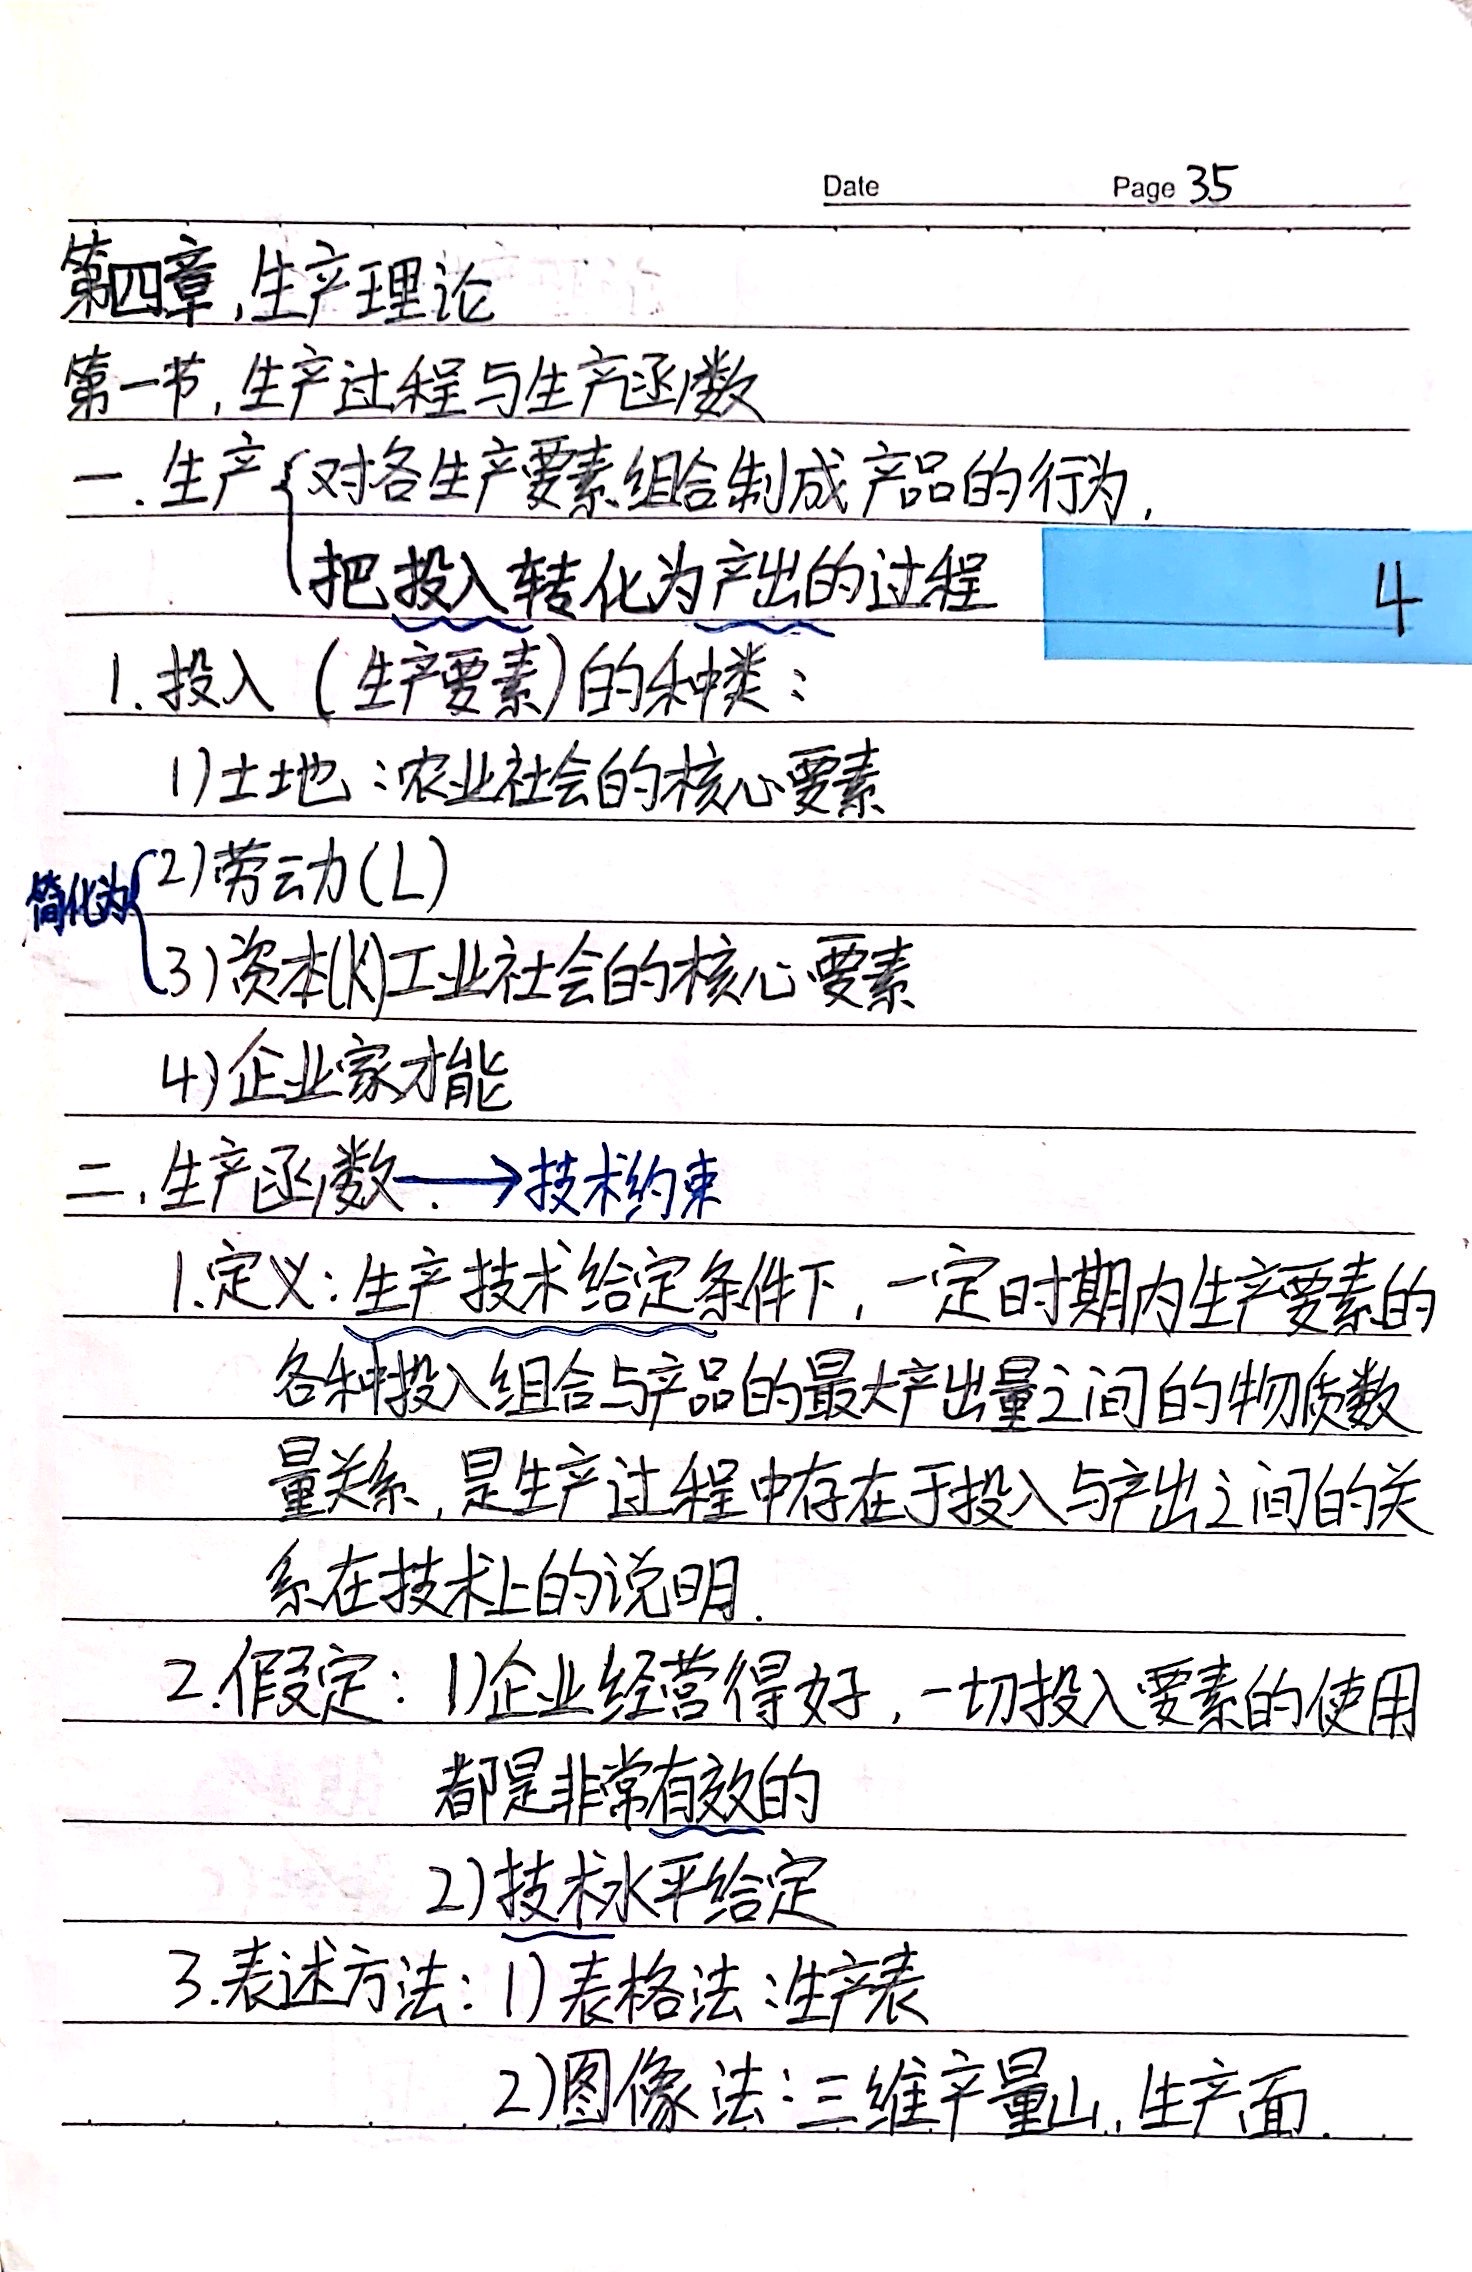 Date Page 35
第四章,生产理论
第一节,生产过程与生产函数
一.生产{对各生产要素组合制成产品的行为,
把投入转化为产出的过程
4
1.投入(生产要素)的种类:
1)土地:农业社会的核心要素
2)劳动力(L)
简化为{
3)资本(K)工业社会的核心要素
4)企业家才能
二.生产函数.→技术约束
1.定义:生产技术给定条件下,一定时期内生产要素的
各种投入组合与产品的最大产出量之间的物质数
量关系,是生产过程中存在于投入与产出之间的关
系在技术上的说明.
2.假定:1)企业经营得好,一切投入要素的使用
都是非常有效的
2)技术水平给定
3.表述方法:1)表格法:生产表
2)图像法:三维产量山,生产面.